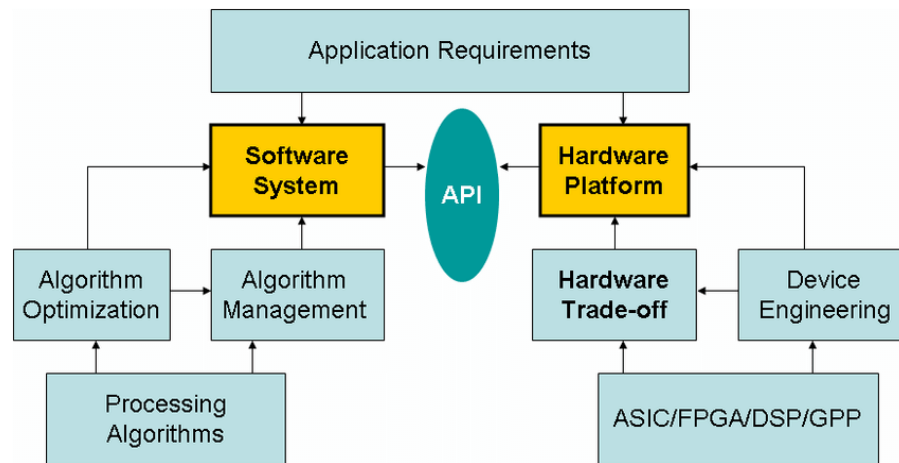 Application Requirements
Software
System
API
Hardware
Platform
Algorithm
Optimization
Algorithm
Management
Hardware
Trade-off
Device
Engineering
Processing
Algorithms
ASIC/FPGA/DSP/GPP